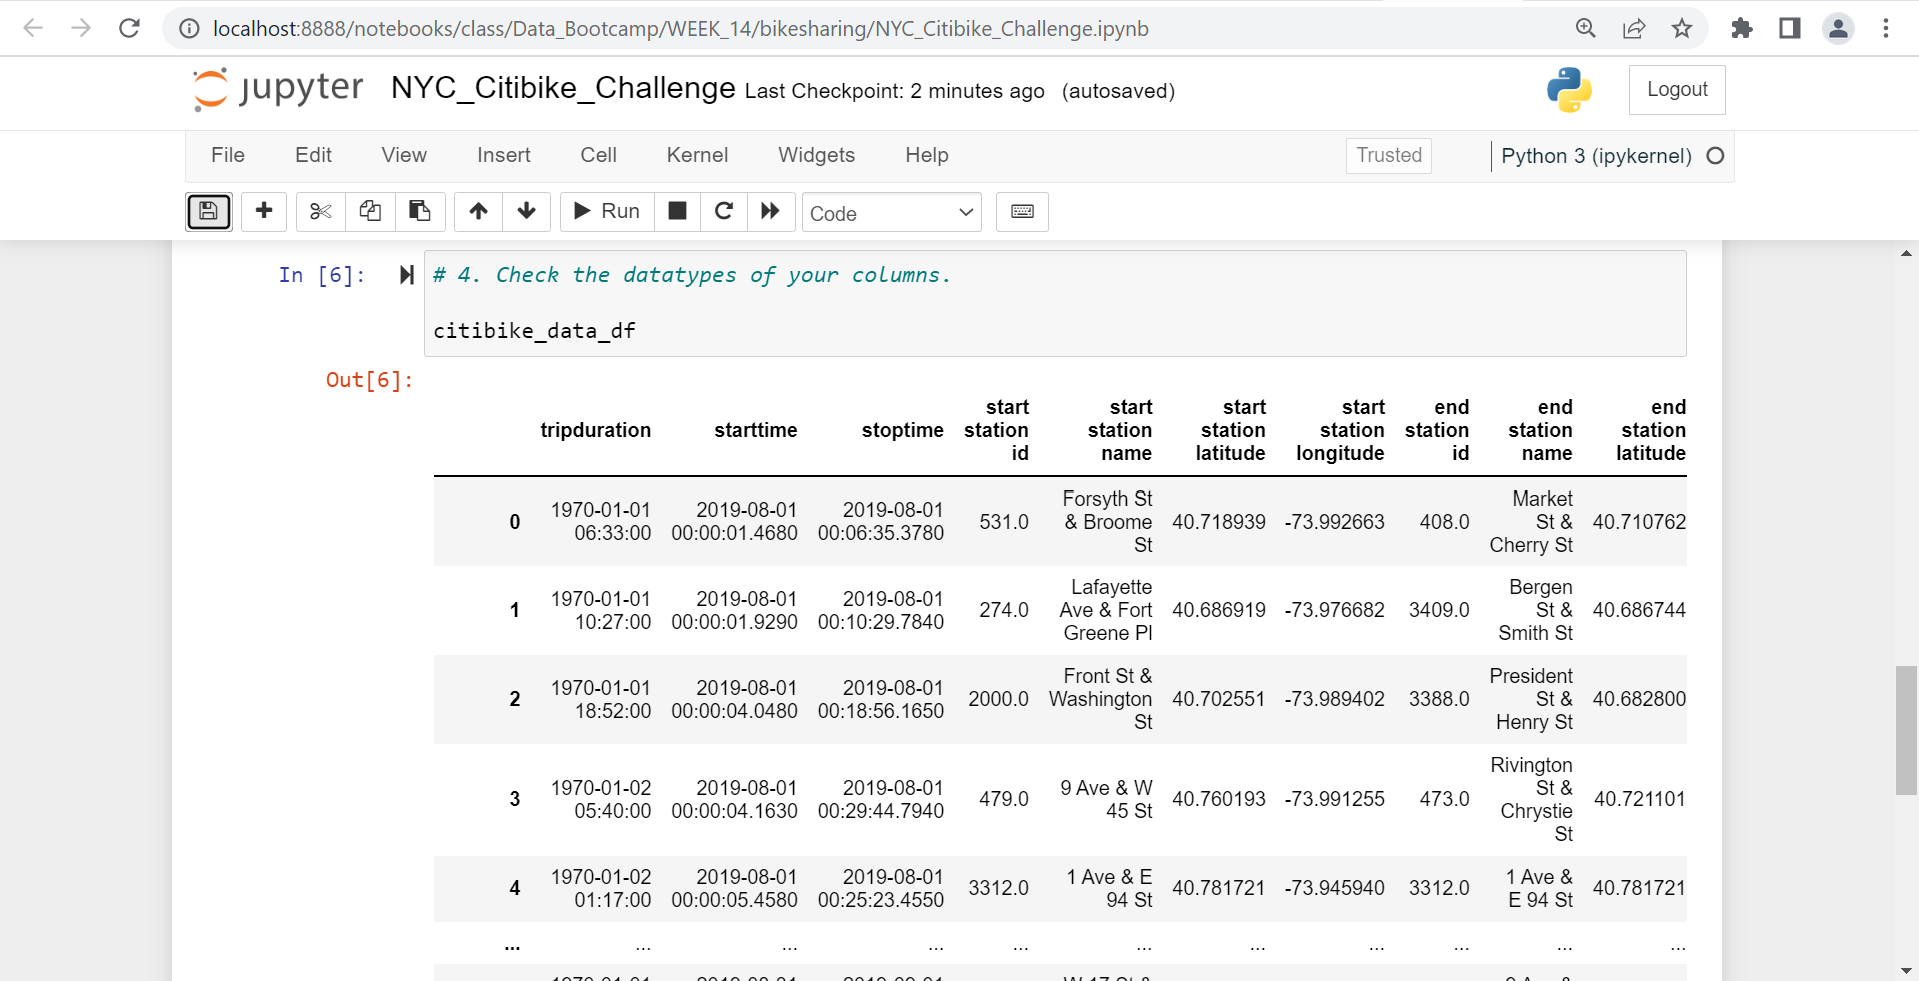 localhost:8888/notebooks/class/Data_Bootcamp/WEEK_14/bikesharing/NYC_Citibike_Challenge.ipynb
jupyter NYC_Citibike_Challenge Last Checkpoint: 2 minutes ago (autosaved) Logout
File Edit View Insert Cell Kernel Widgets Help Trusted Python 3 (ipykernel)
Run Code
In [6]: # 4. Check the datatypes of your columns.
citibike_data_df
Out[6]:
start start start start end end end
tripduration starttime stoptime station station station station station station station
id name latitude longitude id name latitude
Forsyth St Market
1970-01-01 2019-08-01 2019-08-01
0 531.0 & Broome 40.718939 -73.992663 408.0 St & 40.710762
06:33:00 00:00:01.4680 00:06:35.3780
St Cherry St
Lafayette Bergen
1970-01-01 2019-08-01 2019-08-01
1 274.0 Ave & Fort 40.686919 -73.976682 3409.0 St & 40.686744
10:27:00 00:00:01.9290 00:10:29.7840
Greene Pl Smith St
Front St & President
1970-01-01 2019-08-01 2019-08-01
2 2000.0 Washington 40.702551 -73.989402 3388.0 St & 40.682800
18:52:00 00:00:04.0480 00:18:56.1650
St Henry St
Rivington
1970-01-02 2019-08-01 2019-08-01 9 Ave & W St &
3 479.0 40.760193 -73.991255 473.0 40.721101
05:40:00 00:00:04.1630 00:29:44.7940 45 St Chrystie
St
1970-01-02 2019-08-01 2019-08-01 1 Ave & E 1 Ave &
4 3312.0 40.781721 -73.945940 3312.0 40.781721
01:17:00 00:00:05.4580 00:25:23.4550 94 St E 94 St
... ... ... ... ... ... ... ... ... ... ...